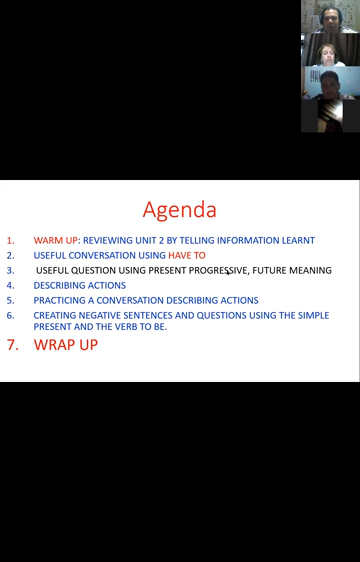 Agenda
1. WARM UP: REVIEWING UNIT 2 BY TELLING INFORMATION LEARNT
2. USEFUL CONVERSATION USING HAVE TO
3. USEFUL QUESTION USING PRESENT PROGRESSIVE, FUTURE MEANING
4. DESCRIBING ACTIONS
5. PRACTICING A CONVERSATION DESCRIBING ACTIONS
6. CREATING NEGATIVE SENTENCES AND QUESTIONS USING THE SIMPLE
PRESENT AND THE VERB TO BE.
7. WRAP UP